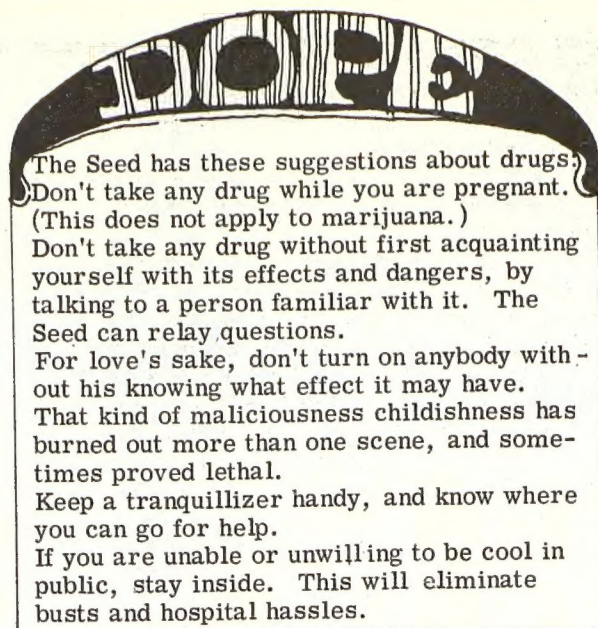 DOPE
The Seed has these suggestions about drugs:
Don't take any drug while you are pregnant.
(This does not apply to marijuana.)
Don't take any drug without first acquainting
yourself with its effects and dangers, by
talking to a person familiar with it. The
Seed can relay questions.
For love's sake, don't turn on anybody with-
out his knowing what effect it may have.
That kind of maliciousness childishness has
burned out more than one scene, and some-
times proved lethal.
Keep a tranquillizer handy, and know where
you can go for help.
If you are unable or unwilling to be cool in
public, stay inside. This will eliminate
busts and hospital hassles.